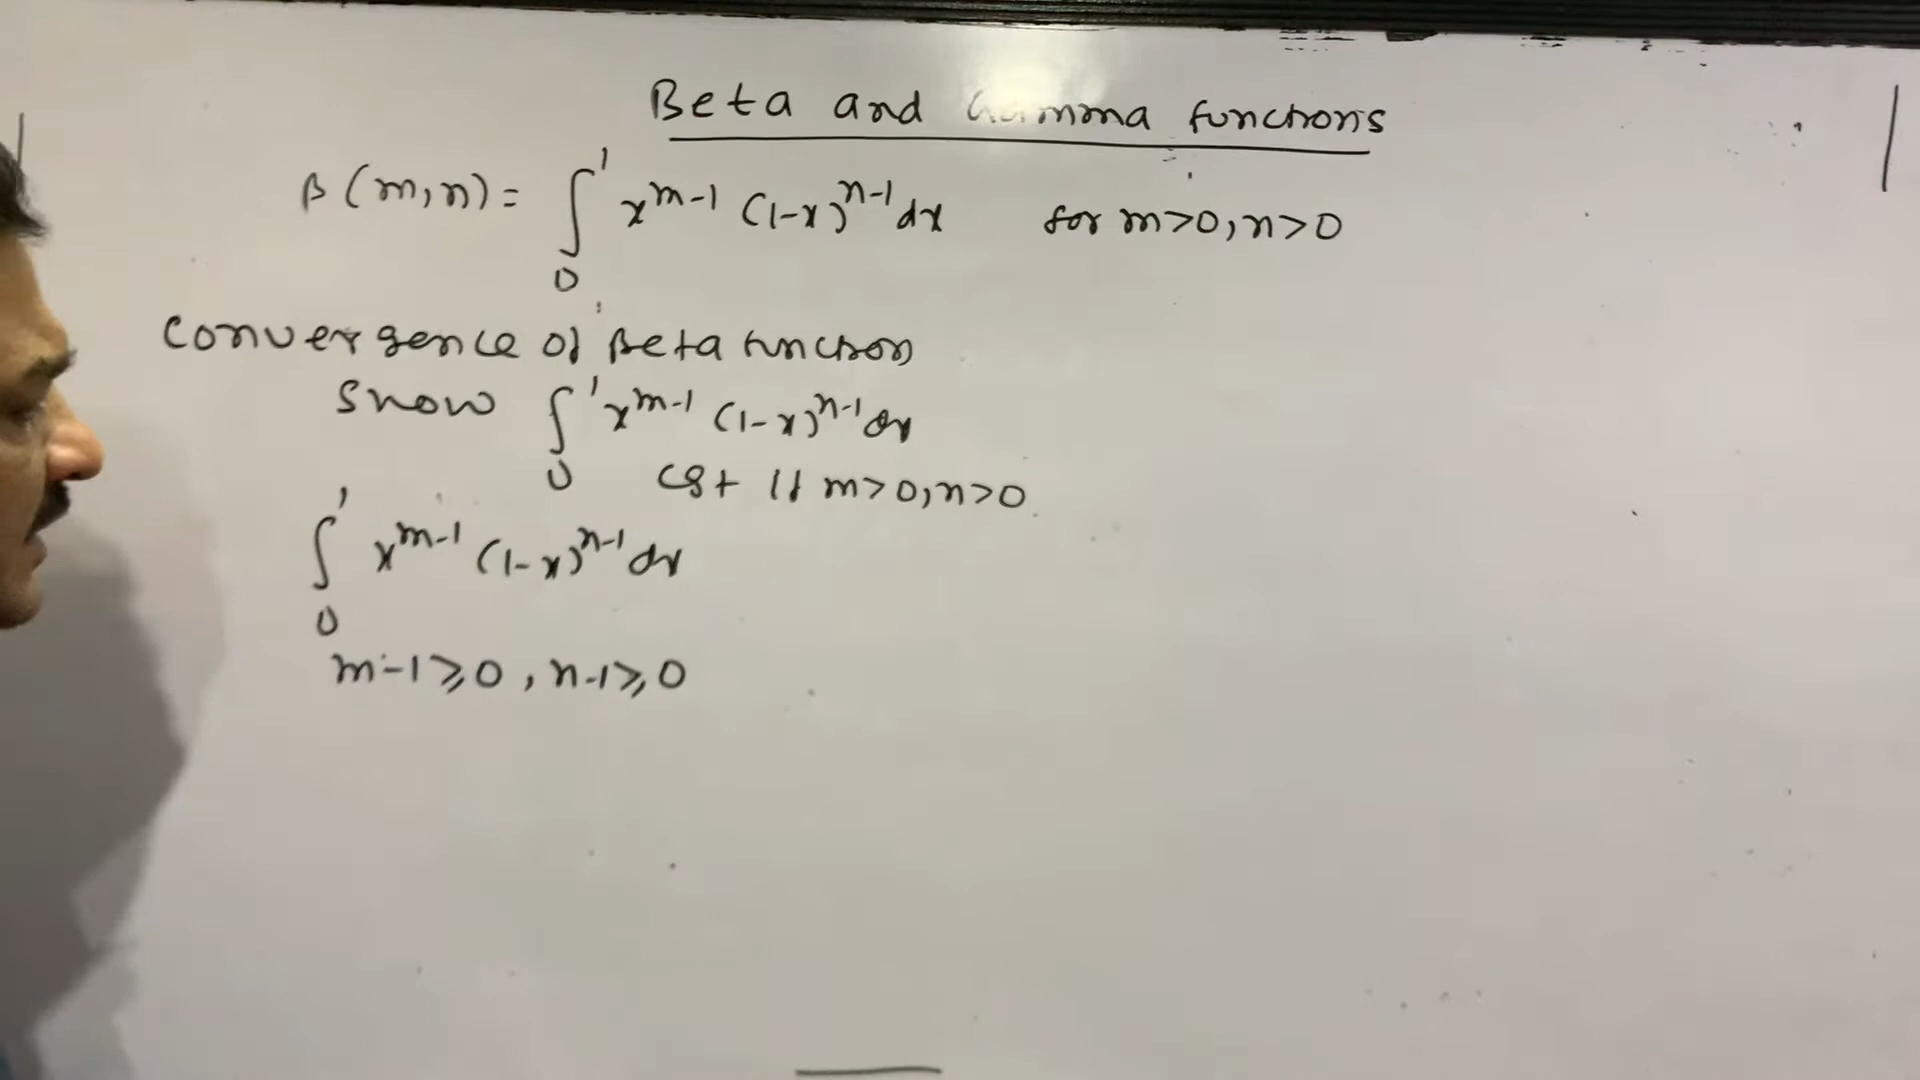 Beta and Gamma functions
β(m,n) = ∫₀¹ x^{m-1} (1-x)^{n-1} dx for m>0, n>0
Convergence of Beta function
Show ∫₀¹ x^{m-1} (1-x)^{n-1} dx
cgt if m>0, n>0
∫₀¹ x^{m-1} (1-x)^{n-1} dx
m-1⩾0, n-1⩾0